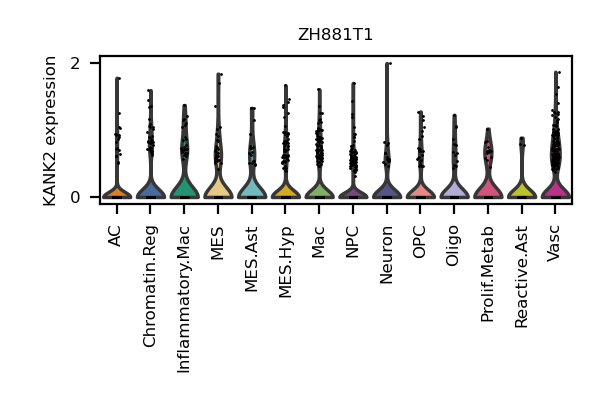 ZH881T1
KANK2 expression
2
0
AC
Chromatin.Reg
Inflammatory.Mac
MES
MES.Ast
MES.Hyp
Mac
NPC
Neuron
OPC
Oligo
Prolif.Metab
Reactive.Ast
Vasc